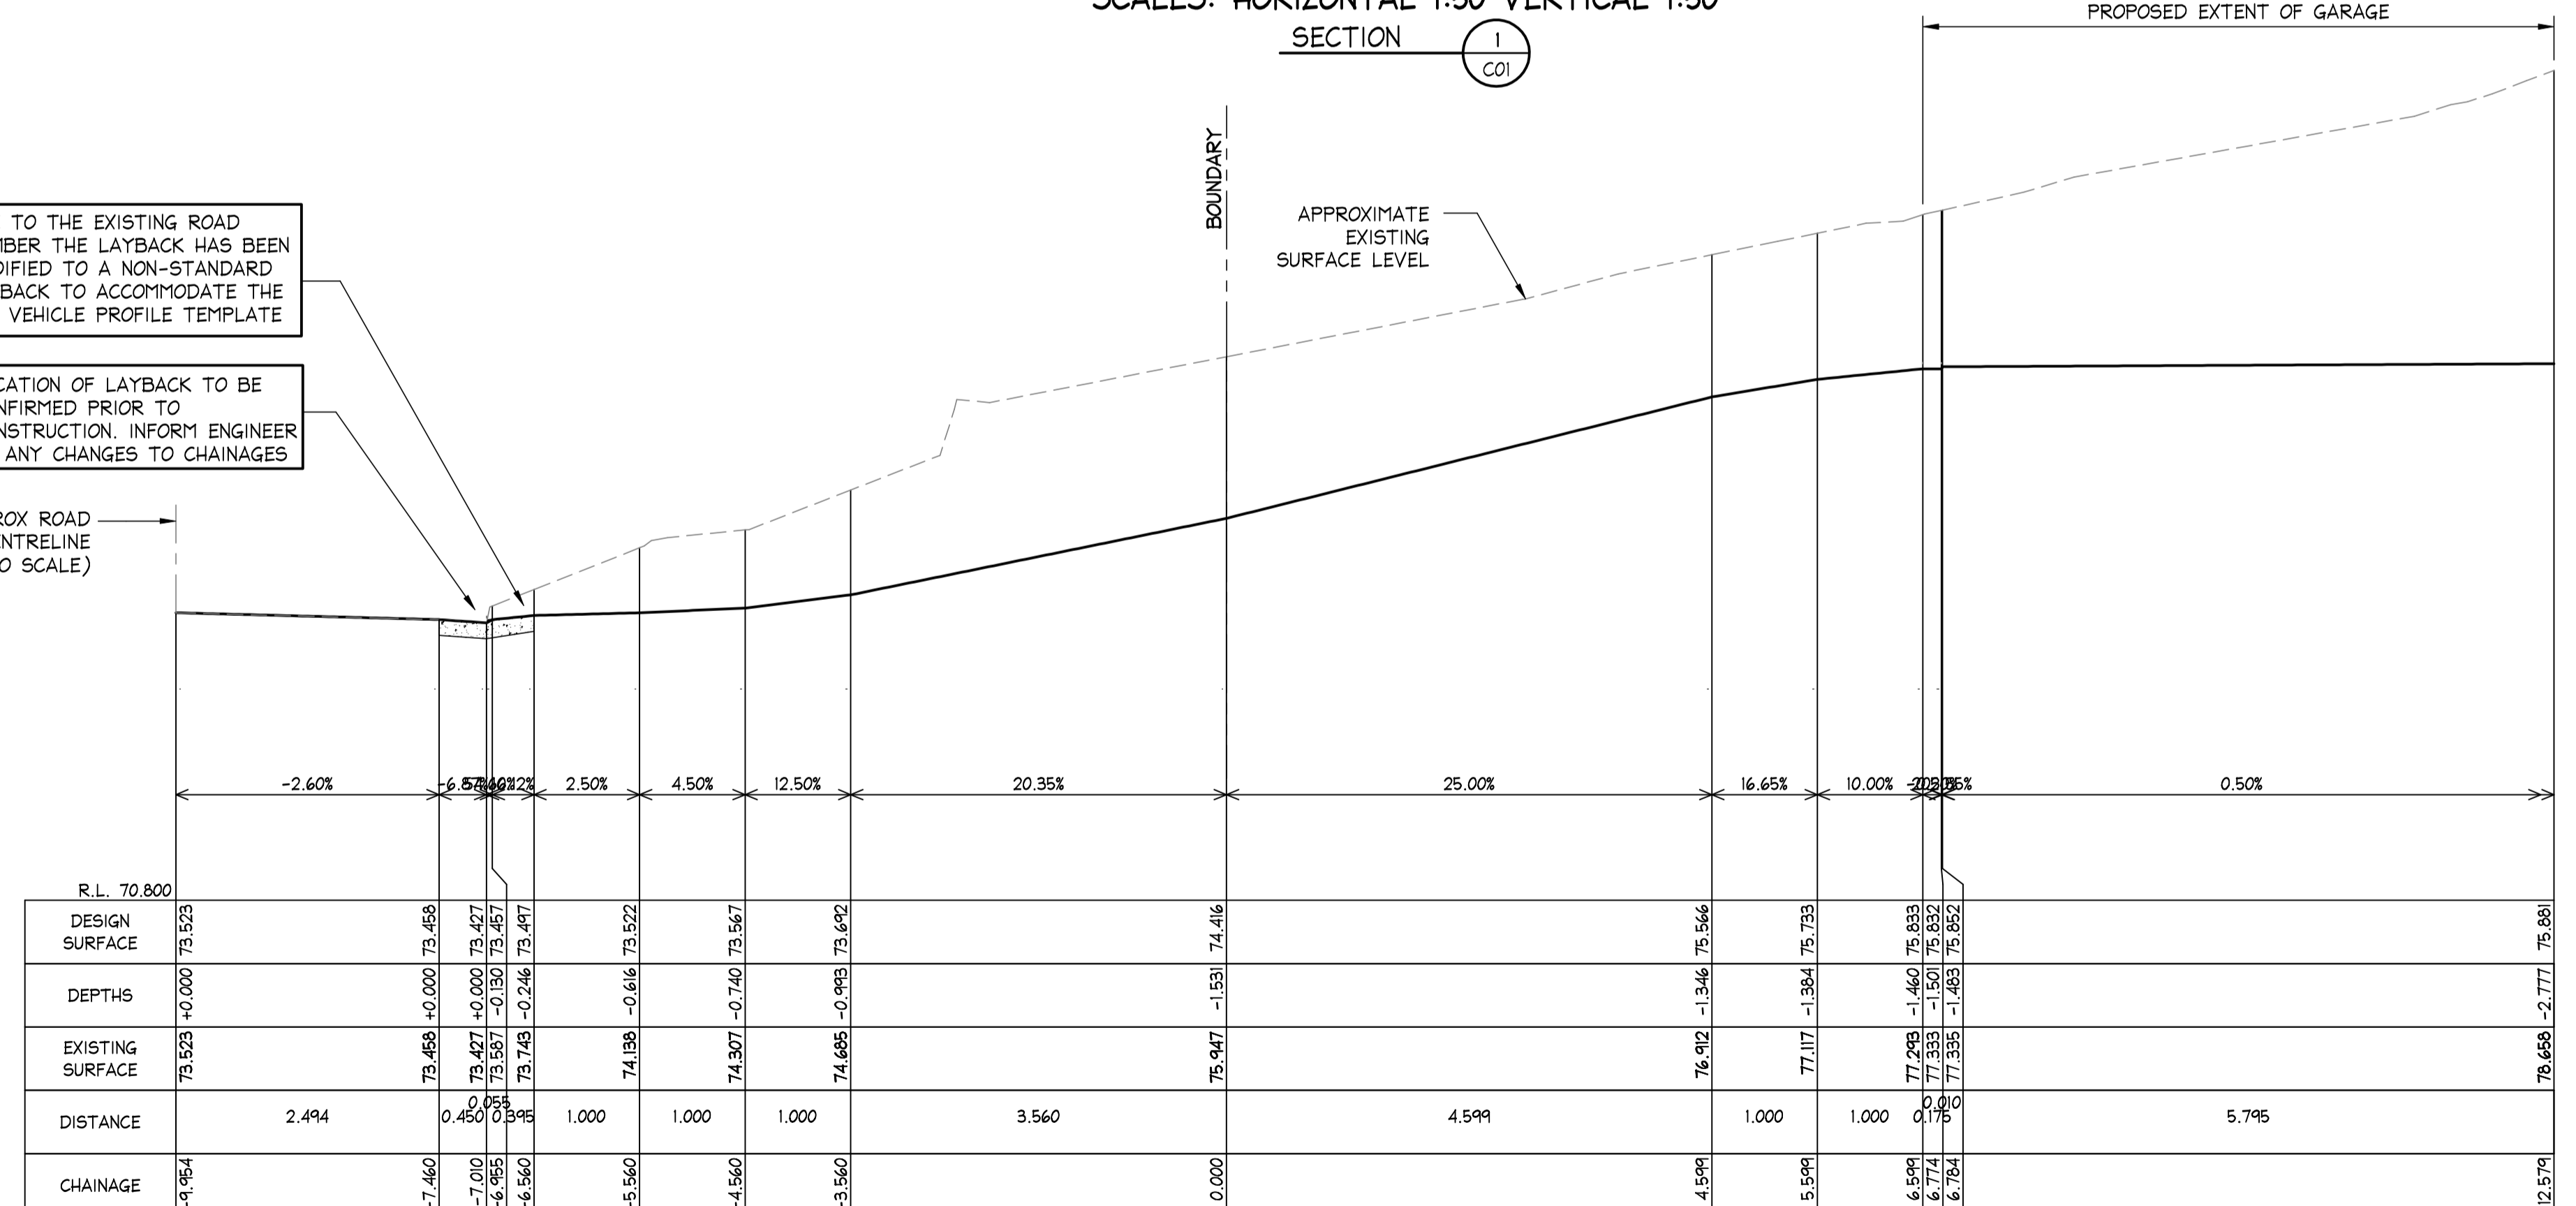 SCALES: HORIZONTAL 1:50 VERTICAL 1:50
SECTION
1
C01
PROPOSED EXTENT OF GARAGE
BOUNDARY
APPROXIMATE
EXISTING
SURFACE LEVEL
TO THE EXISTING ROAD
THE LAYBACK HAS BEEN
TO A NON-STANDARD
TO ACCOMMODATE THE
VEHICLE PROFILE TEMPLATE
OF LAYBACK TO BE
PRIOR TO
INFORM ENGINEER
ANY CHANGES TO CHAINAGES
ROAD
SCALE)
-2.60% 2.50% 4.50% 12.50% 20.35% 25.00% 16.65% 10.00% 0.50%
R.L. 70.800
DESIGN
SURFACE
73.523 73.458 73.427 73.457 73.497 73.522 73.567 73.692 74.416 75.566 75.733 75.833 75.832 75.852 75.881
DEPTHS
+0.000 +0.000 +0.000 -0.130 -0.246 -0.616 -0.740 -0.993 -1.531 -1.346 -1.384 -1.460 -1.501 -1.483 -2.777
EXISTING
SURFACE
73.523 73.458 73.427 73.587 73.743 74.138 74.307 74.685 75.947 76.912 77.117 77.293 77.333 77.335 78.658
DISTANCE
2.494 0.450 0.055 0.395 1.000 1.000 1.000 3.560 4.599 1.000 1.000 0.175 0.010 5.795
CHAINAGE
-9.954 -7.460 -7.010 -6.955 -6.560 -5.560 -4.560 -3.560 0.000 4.599 5.599 6.599 6.774 6.784 12.579